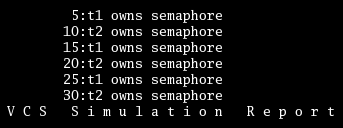 5:t1 owns semaphore
10:t2 owns semaphore
15:t1 owns semaphore
20:t2 owns semaphore
25:t1 owns semaphore
30:t2 owns semaphore
V C S   S i m u l a t i o n   R e p o r t